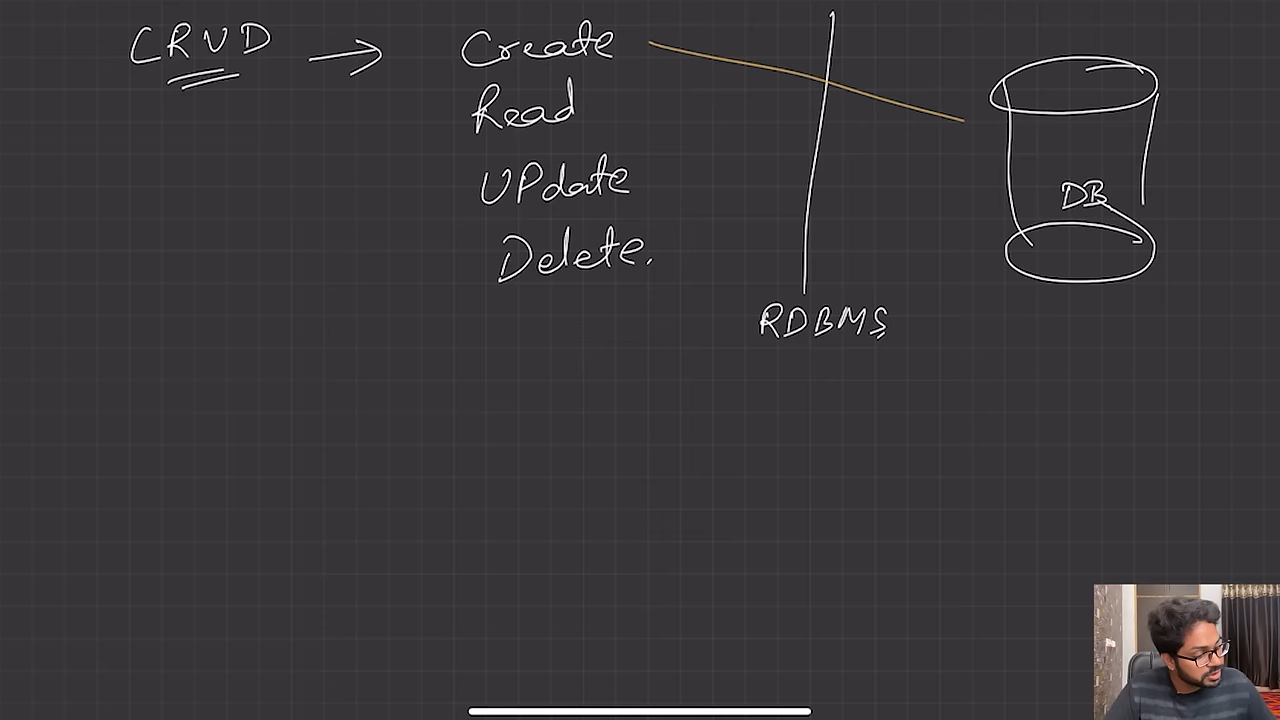 CRUD → Create
Read
UPdate
Delete.
DB
RDBMS